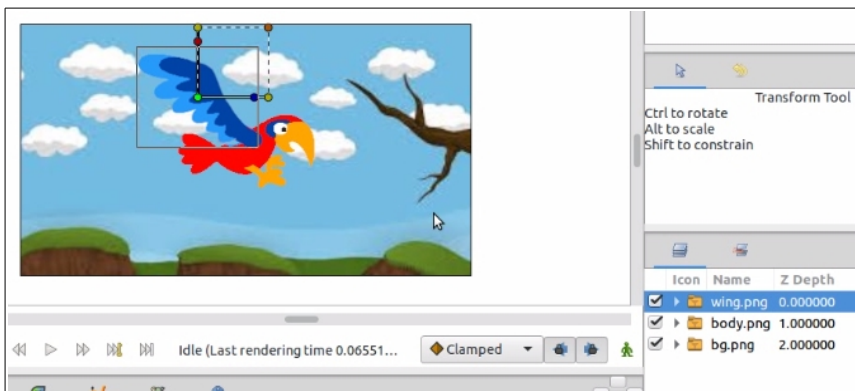 Transform Tool
Ctrl to rotate
Alt to scale
Shift to constrain
Icon Name Z Depth
wing.png 0.000000
body.png 1.000000
bg.png 2.000000
Idle (Last rendering time 0.06551...
Clamped